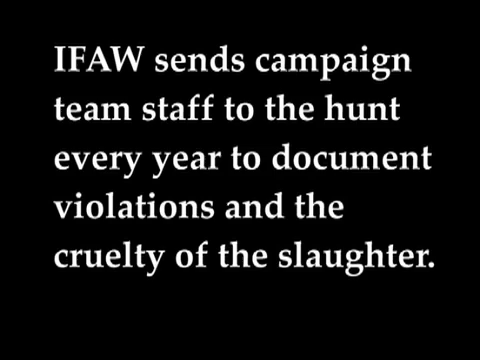 IFAW sends campaign
team staff to the hunt
every year to document
violations and the
cruelty of the slaughter.